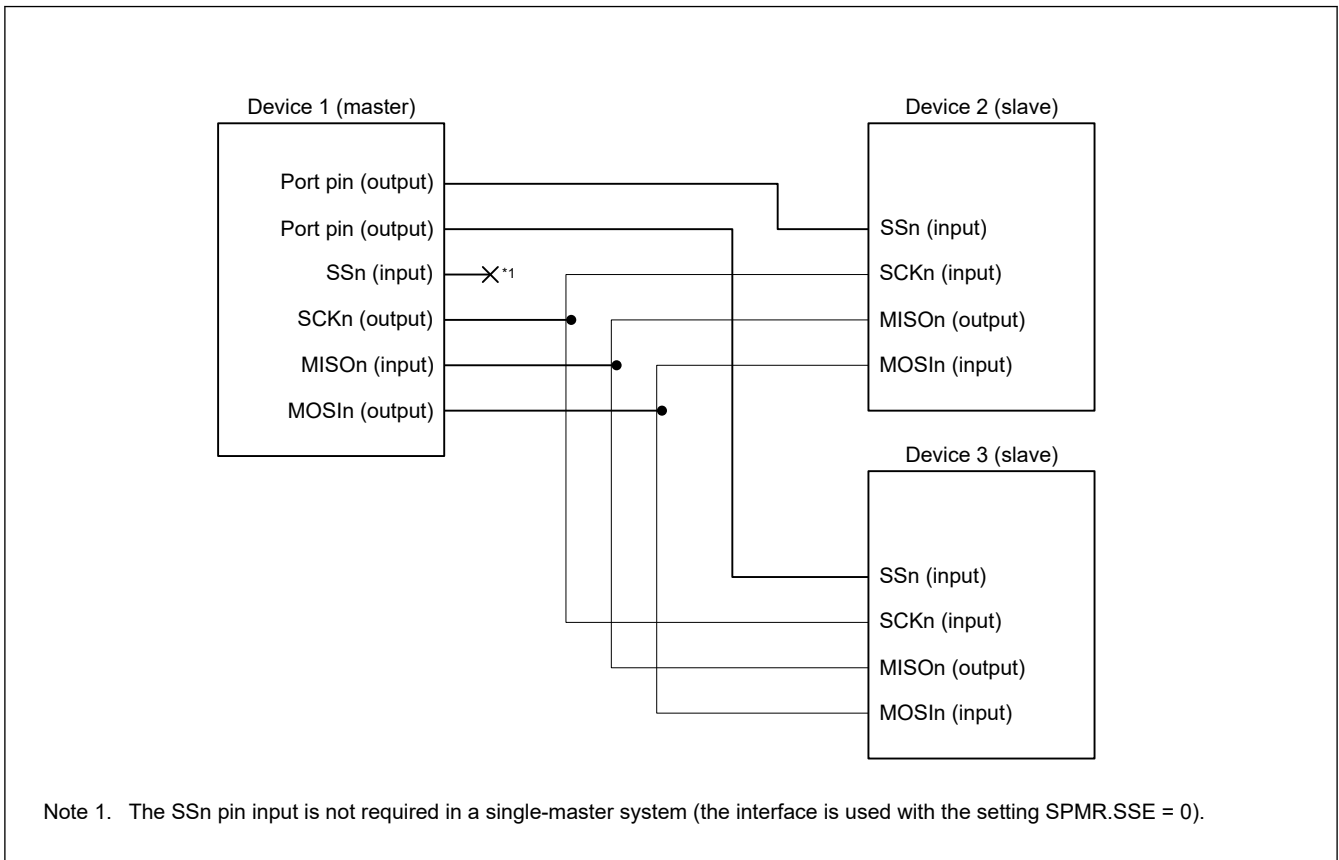 Device 1 (master)
Port pin (output)
Port pin (output)
SSn (input)
*1
SCKn (output)
MISOn (input)
MOSIn (output)
Device 2 (slave)
SSn (input)
SCKn (input)
MISOn (output)
MOSIn (input)
Device 3 (slave)
SSn (input)
SCKn (input)
MISOn (output)
MOSIn (input)
Note 1. The SSn pin input is not required in a single-master system (the interface is used with the setting SPMR.SSE = 0).